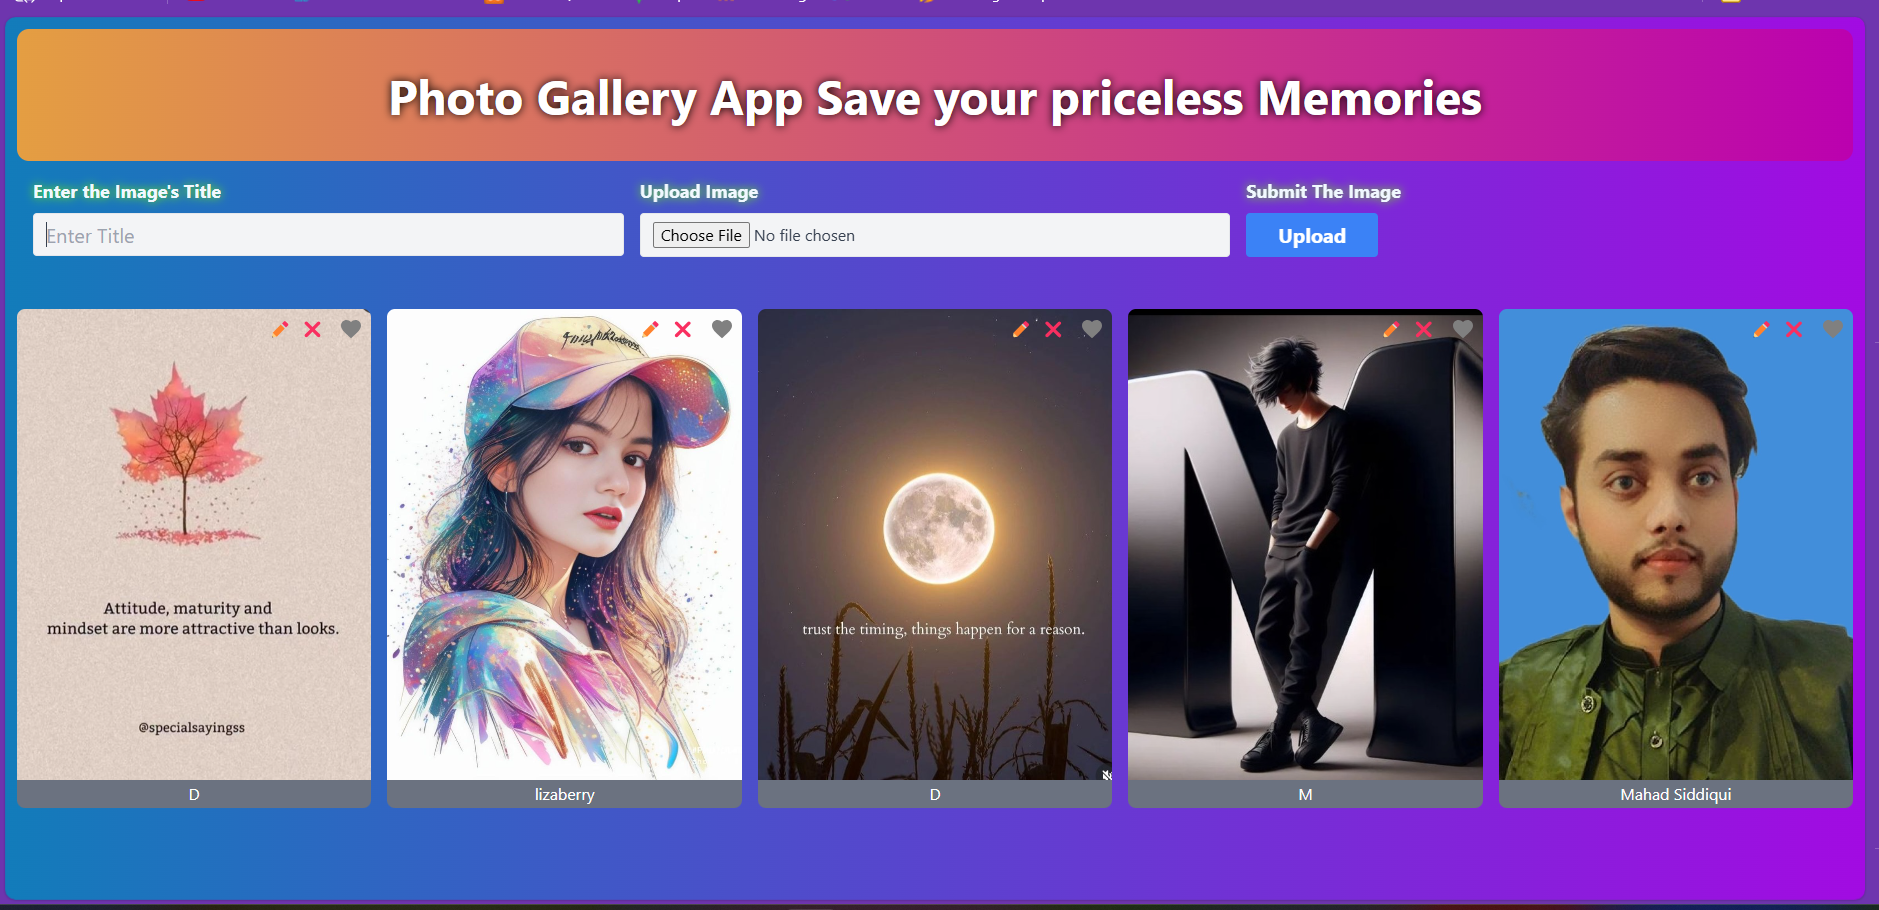 Photo Gallery App Save your priceless Memories
Enter the Image's Title
Upload Image
Submit The Image
Enter Title
Choose File No file chosen
Upload
Attitude, maturity and
mindset are more attractive than looks.
@specialsayingss
trust the timing, things happen for a reason.
M
D
lizaberry
D
M
Mahad Siddiqui